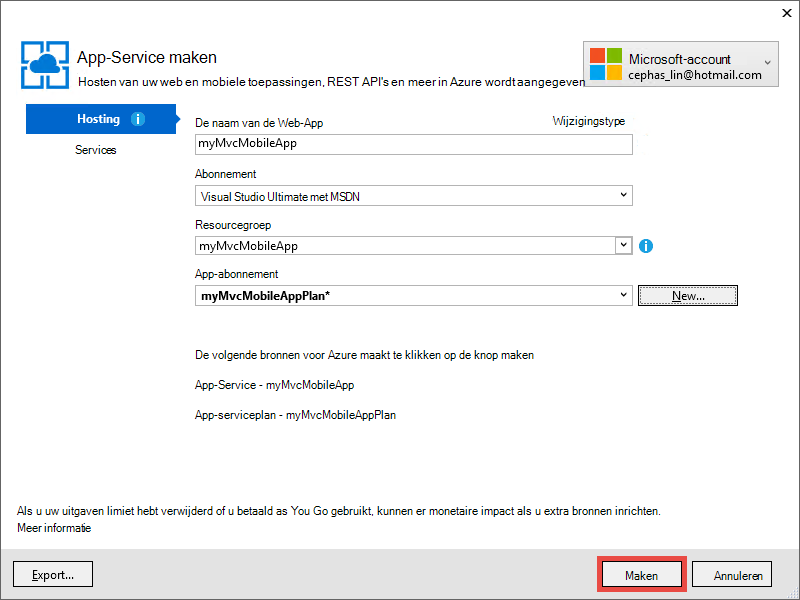 App-Service maken
Hosten van uw web en mobiele toepassingen, REST API's en meer in Azure wordt aangegeven
Microsoft-account
cephas_lin@hotmail.com
Hosting
Services
De naam van de Web-App
Wijzigingstype
myMvcMobileApp
Abonnement
Visual Studio Ultimate met MSDN
Resourcegroep
myMvcMobileApp
App-abonnement
myMvcMobileAppPlan*
New...
De volgende bronnen voor Azure maakt te klikken op de knop maken
App-Service - myMvcMobileApp
App-serviceplan - myMvcMobileAppPlan
Als u uw uitgaven limiet hebt verwijderd of u betaald as You Go gebruikt, kunnen er monetaire impact als u extra bronnen inrichten.
Meer informatie
Export...
Maken
Annuleren